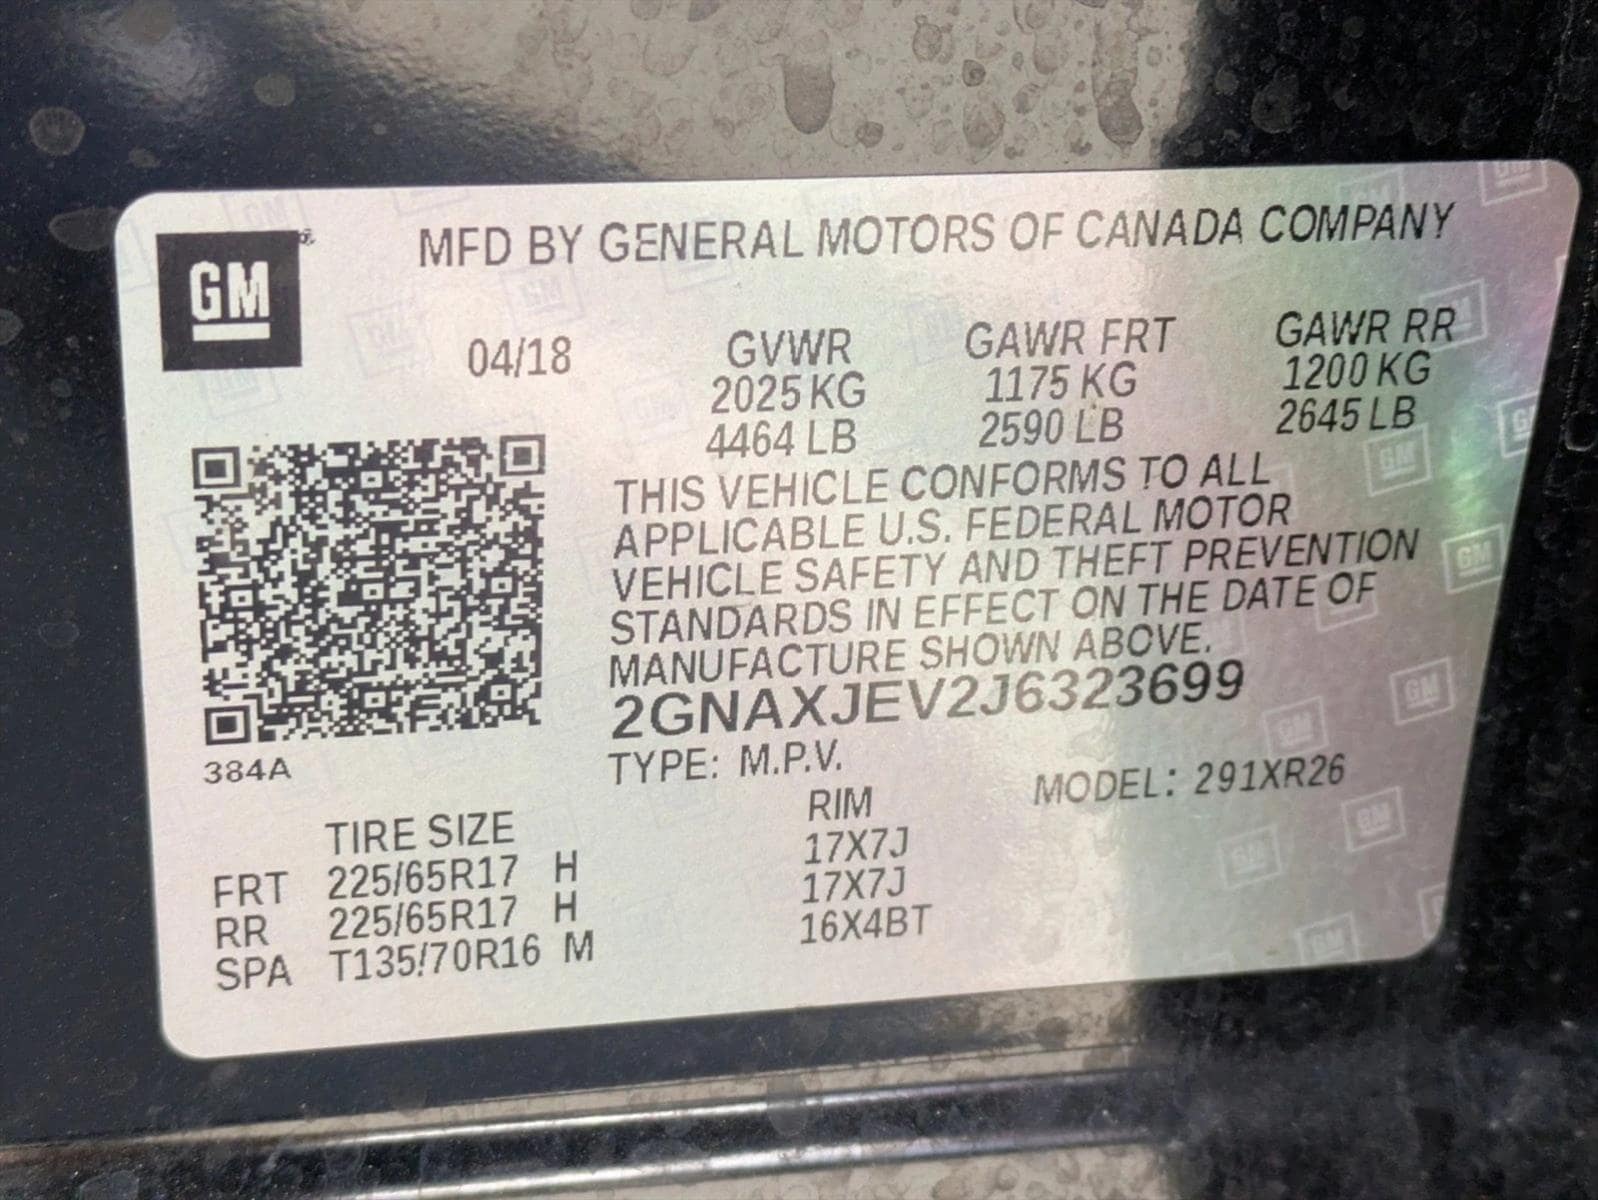 GM
MFD BY GENERAL MOTORS OF CANADA COMPANY
04/18 GVWR GAWR FRT GAWR RR
2025 KG 1175 KG 1200 KG
4464 LB 2590 LB 2645 LB
THIS VEHICLE CONFORMS TO ALL
APPLICABLE U.S. FEDERAL MOTOR
VEHICLE SAFETY AND THEFT PREVENTION
STANDARDS IN EFFECT ON THE DATE OF
MANUFACTURE SHOWN ABOVE.
2GNAXJEV2J6323699
384A
TYPE: M.P.V. MODEL: 291XR26
TIRE SIZE RIM
FRT 225/65R17 H 17X7J
RR 225/65R17 H 17X7J
SPA T135/70R16 M 16X4BT